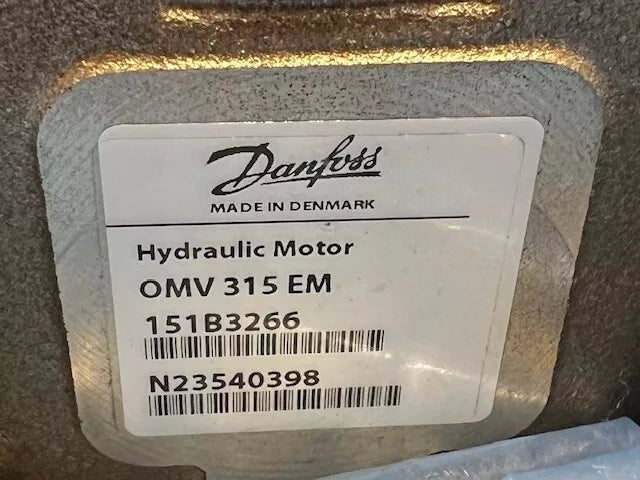 Danfoss
MADE IN DENMARK
Hydraulic Motor
OMV 315 EM
151B3266
N23540398